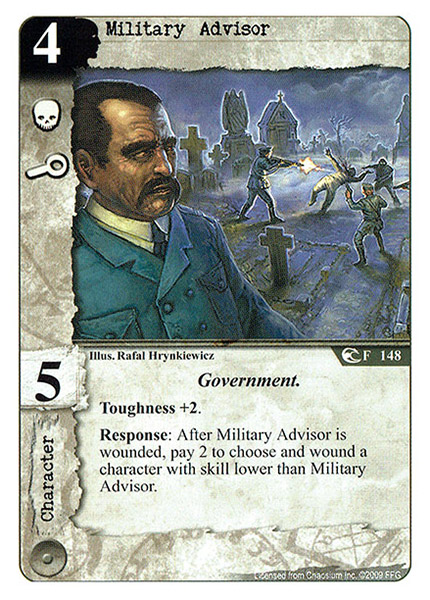 4
Military Advisor
Illus. Rafal Hrynkiewicz
F 148
5
Government.
Toughness +2.
Response: After Military Advisor is
wounded, pay 2 to choose and wound a
character with skill lower than Military
Advisor.
Character
Licensed from Chaosium Inc. ©2009 FFG